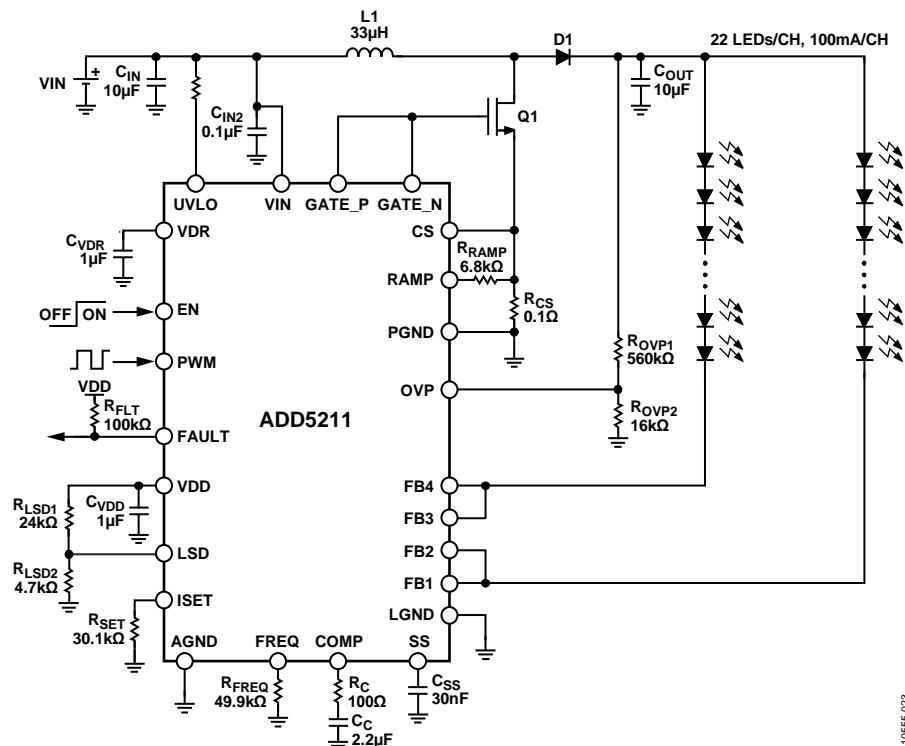 L1
33µH
D1
22 LEDs/CH, 100mA/CH
VIN
+
CIN
10µF
CIN2
0.1µF
COUT
10µF
Q1
UVLO
VIN
GATE_P
GATE_N
VDR
CVDR
1µF
CS
RRAMP
6.8kΩ
RAMP
RCS
0.1Ω
OFF
ON
EN
PGND
PWM
ROVP1
560kΩ
VDD
RFLT
100kΩ
OVP
ROVP2
16kΩ
ADD5211
FAULT
VDD
FB4
RLSD1
24kΩ
CVDD
1µF
FB3
LSD
FB2
RLSD2
4.7kΩ
FB1
ISET
LGND
RSET
30.1kΩ
AGND
FREQ
COMP
SS
RFREQ
49.9kΩ
RC
100Ω
CSS
30nF
CC
2.2µF
10555-023